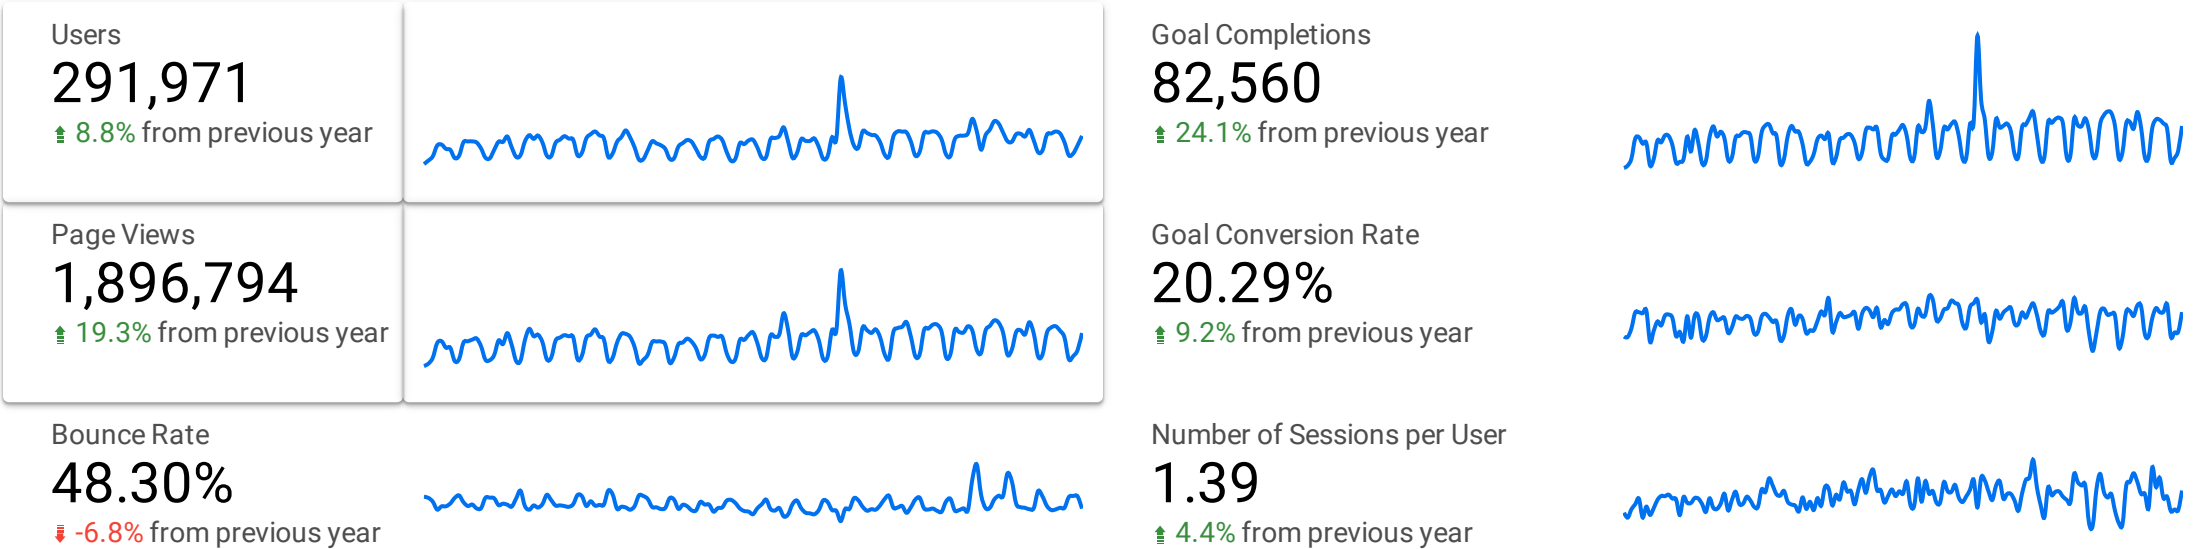 Users
291,971
8.8% from previous year
Page Views
1,896,794
19.3% from previous year
Bounce Rate
48.30%
-6.8% from previous year
Goal Completions
82,560
24.1% from previous year
Goal Conversion Rate
20.29%
9.2% from previous year
Number of Sessions per User
1.39
4.4% from previous year